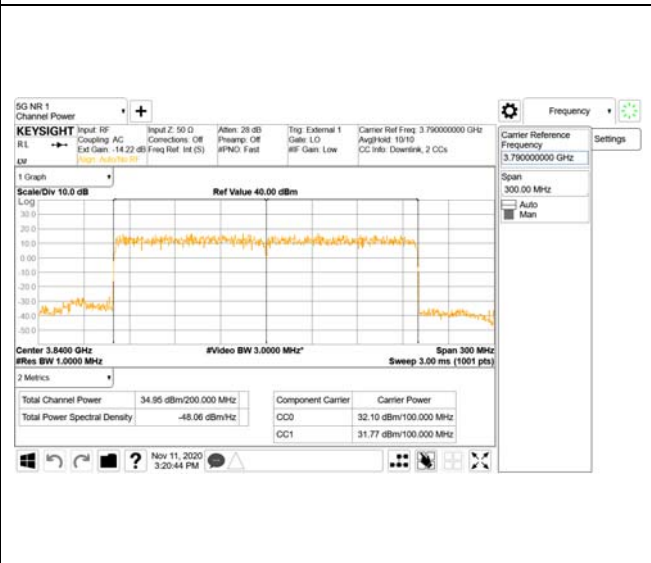 5G NR 1
Channel Power
+
Frequency
KEYSIGHT
RL
Input: RF
Coupling: AC
Ext Gain: -14.22 dB
Align: Auto/No RF
Input Z: 50 Ω
Corrections: Off
Freq Ref: Int (S)
Atten: 28 dB
Preamp: Off
#PNO: Fast
Trig: External 1
Gate: LO
#IF Gain: Low
Carrier Ref Freq: 3.790000000 GHz
Avg|Hold: 10/10
CC Info: Downlink, 2 CCs
Carrier Reference
Frequency
3.790000000 GHz
Settings
Span
300.00 MHz
Auto
Man
1 Graph
Scale/Div 10.0 dB
Ref Value 40.00 dBm
Log
30.0
20.0
10.0
0.00
-10.0
-20.0
-30.0
-40.0
-50.0
Center 3.8400 GHz
#Video BW 3.0000 MHz*
Span 300 MHz
#Res BW 1.0000 MHz
Sweep 3.00 ms (1001 pts)
2 Metrics
Total Channel Power 34.95 dBm/200.000 MHz
Total Power Spectral Density -48.06 dBm/Hz
Component Carrier Carrier Power
CC0 32.10 dBm/100.000 MHz
CC1 31.77 dBm/100.000 MHz
?
Nov 11, 2020
3:20:44 PM